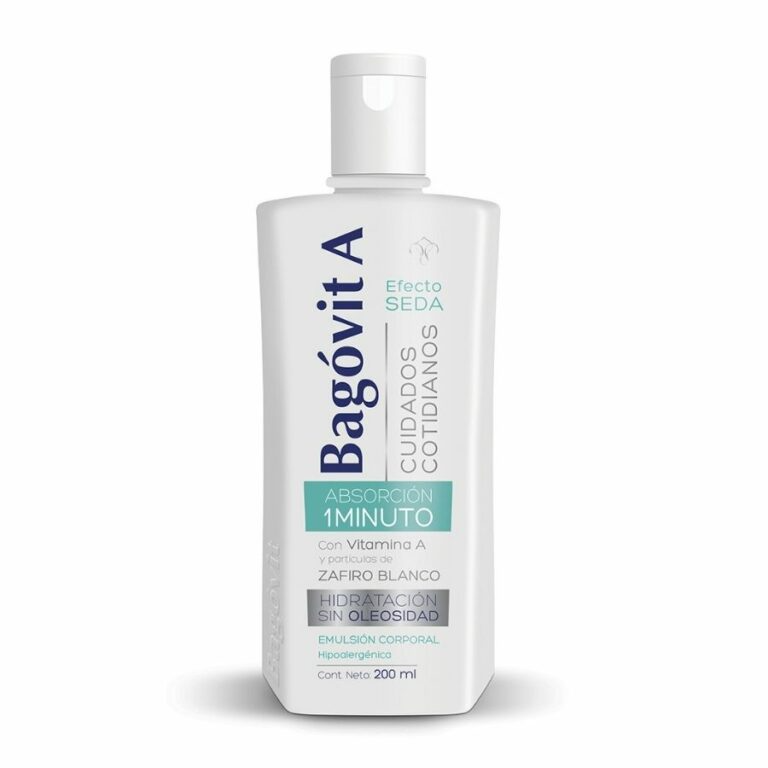 Bagóvit A
Efecto
SEDA
CUIDADOS
COTIDIANOS
ABSORCIÓN
1MINUTO
Con Vitamina A
y partículas de
ZAFIRO BLANCO
HIDRATACIÓN
SIN OLEOSIDAD
EMULSIÓN CORPORAL
Hipoalergénica
Cont. Neto: 200 ml
Bagóvit